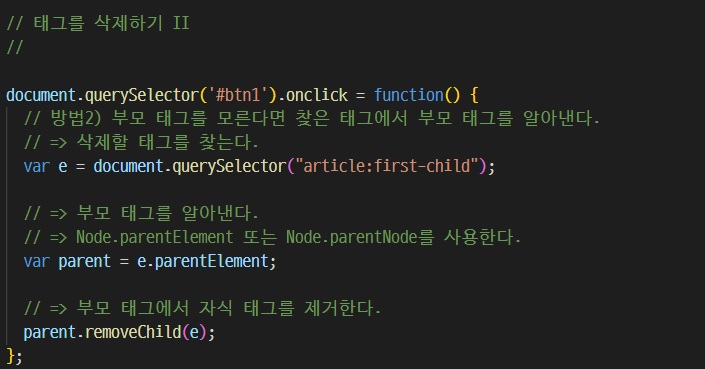 // 태그를 삭제하기 II
//
document.querySelector('#btn1').onclick = function() {
// 방법2) 부모 태그를 모른다면 찾은 태그에서 부모 태그를 알아낸다.
// => 삭제할 태그를 찾는다.
var e = document.querySelector("article:first-child");
// => 부모 태그를 알아낸다.
// => Node.parentElement 또는 Node.parentNode를 사용한다.
var parent = e.parentElement;
// => 부모 태그에서 자식 태그를 제거한다.
parent.removeChild(e);
};